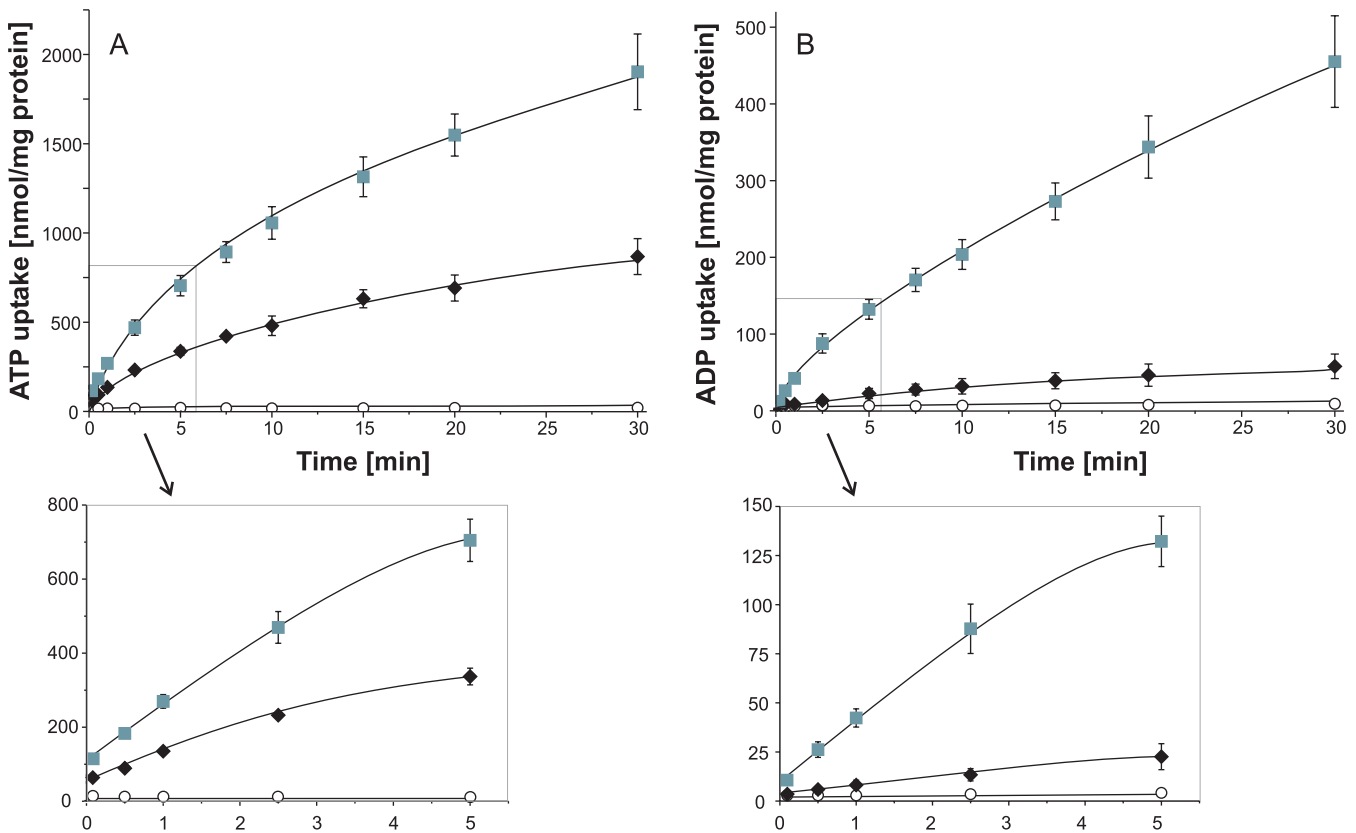 A
ATP uptake [nmol/mg protein]
2000
1500
1000
500
0
0 5 10 15 20 25 30
Time [min]
B
ADP uptake [nmol/mg protein]
500
400
300
200
100
0
0 5 10 15 20 25 30
Time [min]
800
600
400
200
0
0 1 2 3 4 5
150
125
100
75
50
25
0
0 1 2 3 4 5